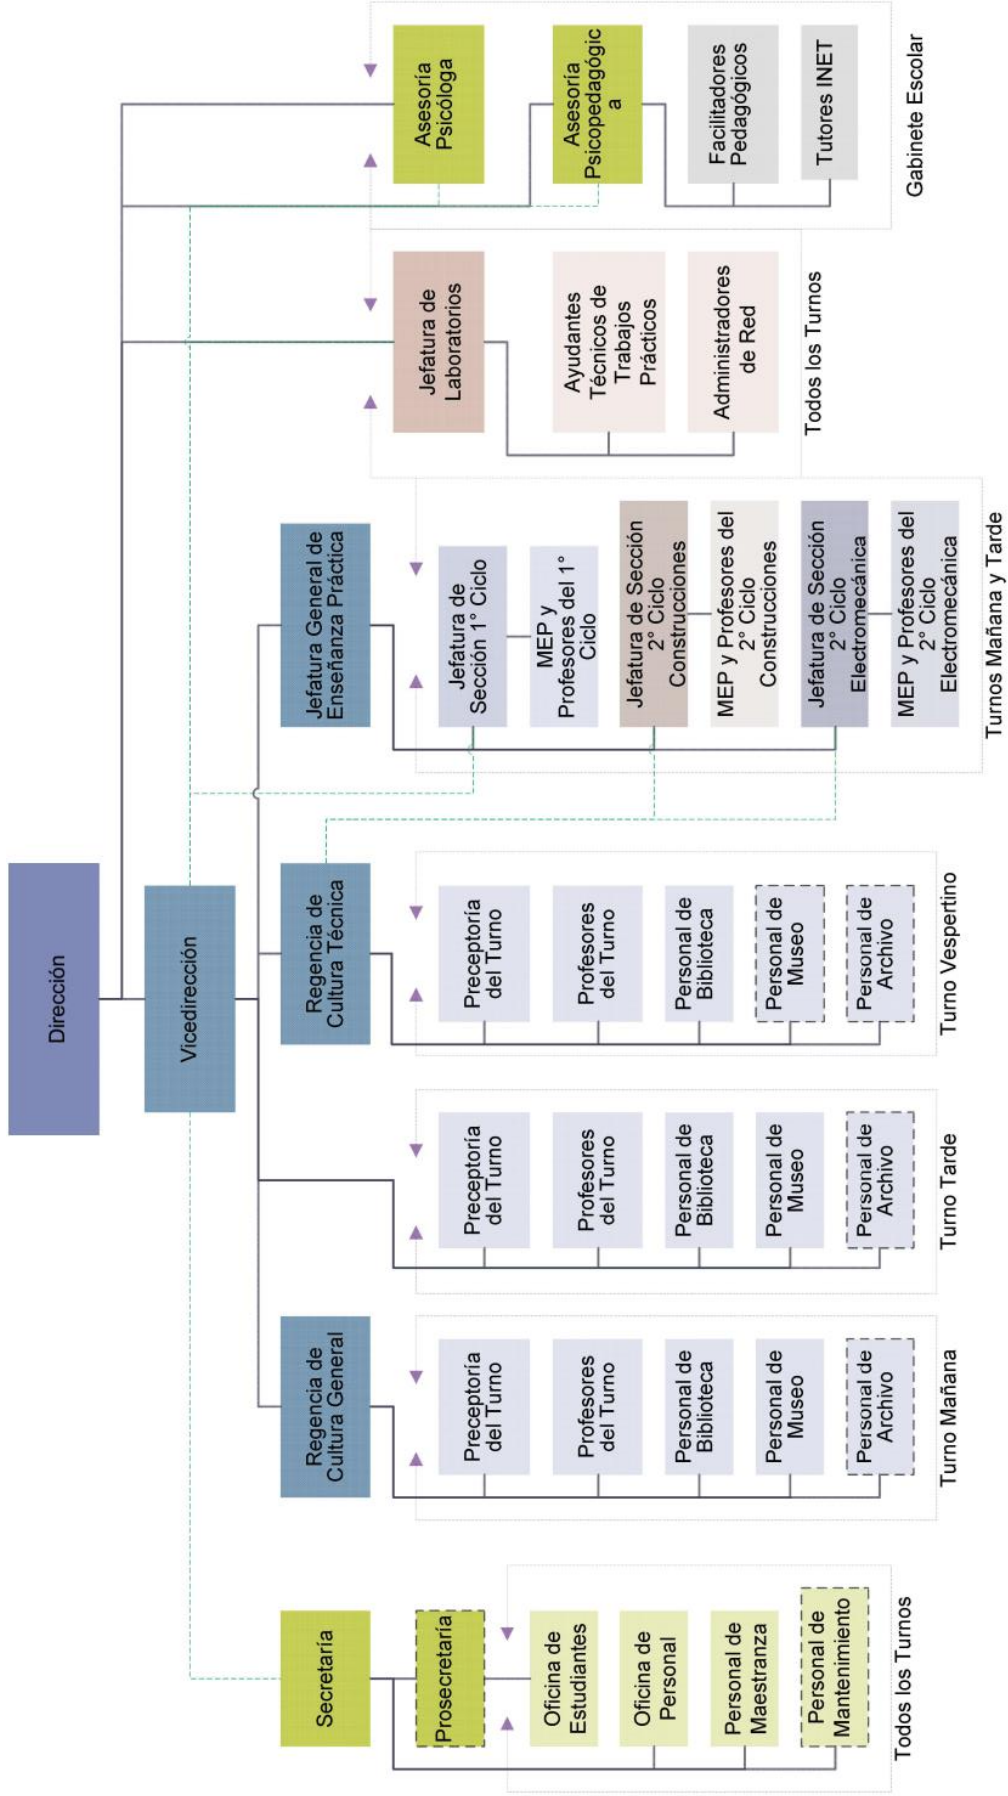 Dirección
Vicedirección
Secretaría
Prosecretaría
Oficina de
Estudiantes
Oficina de
Personal
Personal de
Maestranza
Personal de
Mantenimiento
Todos los Turnos
Regencia de
Cultura General
Preceptoría
del Turno
Profesores
del Turno
Personal de
Biblioteca
Personal de
Museo
Personal de
Archivo
Turno Mañana
Preceptoría
del Turno
Profesores
del Turno
Personal de
Biblioteca
Personal de
Museo
Personal de
Archivo
Turno Tarde
Regencia de
Cultura Técnica
Preceptoría
del Turno
Profesores
del Turno
Personal de
Biblioteca
Personal de
Museo
Personal de
Archivo
Turno Vespertino
Jefatura General de
Enseñanza Práctica
Jefatura de
Sección 1° Ciclo
MEP y
Profesores del 1°
Ciclo
Jefatura de Sección
2° Ciclo
Construcciones
MEP y Profesores del
2° Ciclo
Construcciones
Jefatura de Sección
2° Ciclo
Electromecánica
MEP y Profesores del
2° Ciclo
Electromecánica
Turnos Mañana y Tarde
Jefatura de
Laboratorios
Ayudantes
Técnicos de
Trabajos
Prácticos
Administradores
de Red
Todos los Turnos
Asesoría
Psicóloga
Asesoría
Psicopedagógic
a
Facilitadores
Pedagógicos
Tutores INET
Gabinete Escolar